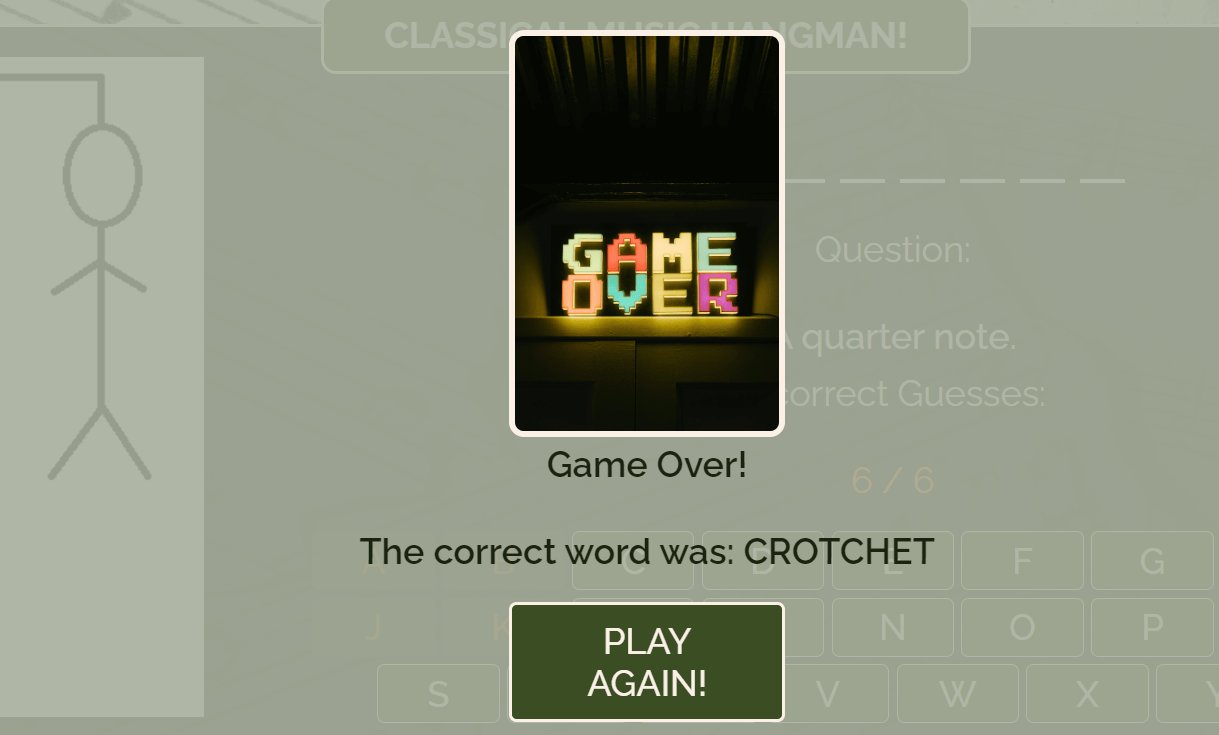 CLASSICAL MUSIC HANGMAN!
GAME
OVER
Question:
A quarter note.
correct Guesses:
6 / 6
Game Over!
The correct word was: CROTCHET
A B C D E F G
J K N O P
PLAY
AGAIN!
S V W X Y